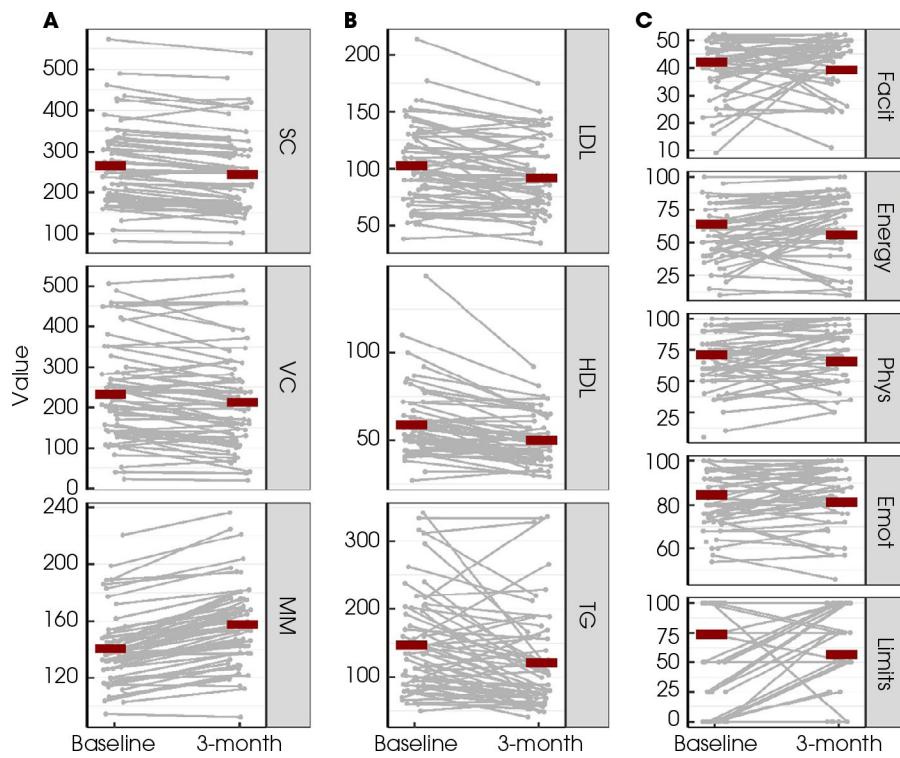 A
B
C
Value
500
400
300
200
100
SC
500
400
300
200
100
0
VC
240
200
160
120
MM
Baseline
3-month
200
150
100
50
LDL
100
50
HDL
300
200
100
TG
Baseline
3-month
50
40
30
20
10
Facit
100
75
50
25
Energy
100
75
50
25
Phys
100
80
60
Emot
100
75
50
25
0
Limits
Baseline
3-month